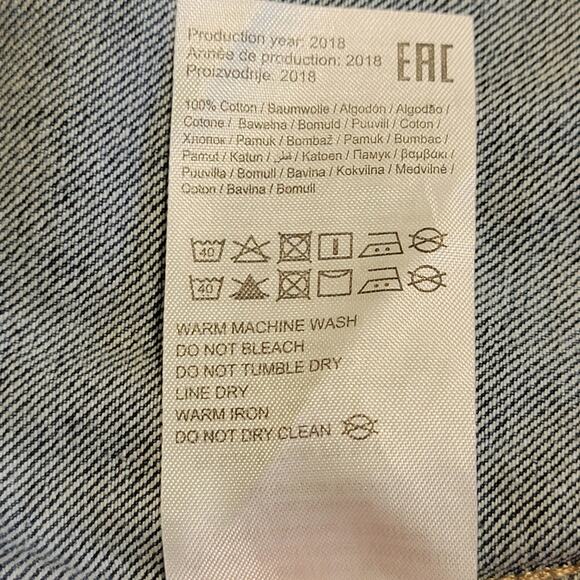 Production year: 2018
Année de production: 2018
Proizvodnje: 2018
EAC
100% Cotton / Baumwolle / Algodón / Algodão /
Cotone / Bawełna / Bomuld / Puuvill / Coton /
Хлопок / Pamuk / Bombaž / Pamuk / Bumbac /
Pamut / Katun / قطن / Katoen / Памук / βαμβάκι /
Puuvilla / Bomull / Bavlna / Kokvilna / Medvilnė /
Coton / Bavlna / Bomull
40
40
WARM MACHINE WASH
DO NOT BLEACH
DO NOT TUMBLE DRY
LINE DRY
WARM IRON
DO NOT DRY CLEAN